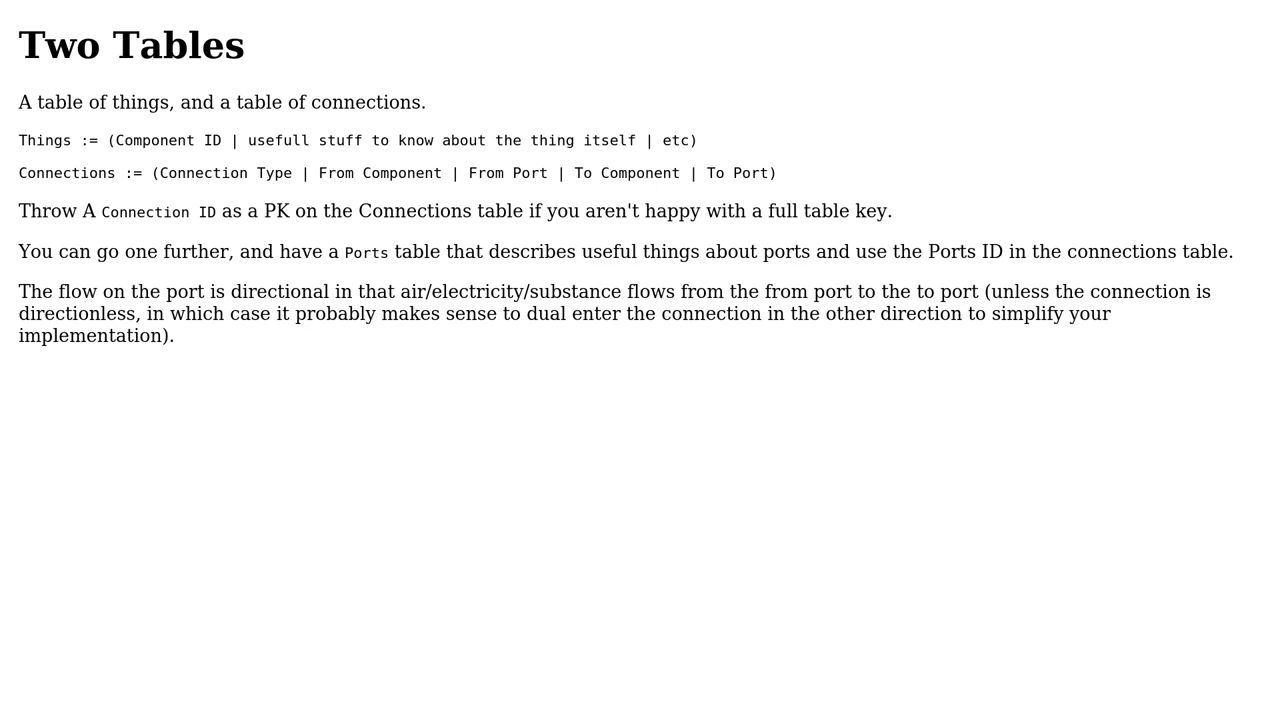 Two Tables
A table of things, and a table of connections.
Things := (Component ID | usefull stuff to know about the thing itself | etc)
Connections := (Connection Type | From Component | From Port | To Component | To Port)
Throw A Connection ID as a PK on the Connections table if you aren't happy with a full table key.
You can go one further, and have a Ports table that describes useful things about ports and use the Ports ID in the connections table.
The flow on the port is directional in that air/electricity/substance flows from the from port to the to port (unless the connection is
directionless, in which case it probably makes sense to dual enter the connection in the other direction to simplify your
implementation).